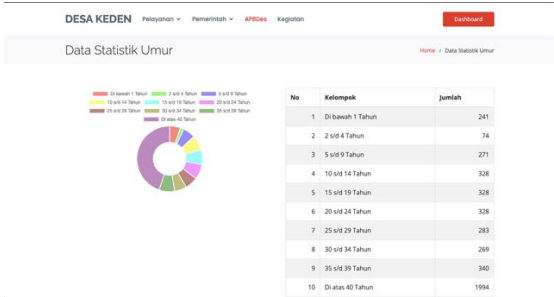 DESA KEDEN Pelayanan Pemerintah APBDes Kegiatan Dashboard
Data Statistik Umur Home / Data Statistik Umur
Di bawah 1 Tahun 2 s/d 4 Tahun 5 s/d 9 Tahun
10 s/d 14 Tahun 15 s/d 19 Tahun 20 s/d 24 Tahun
25 s/d 29 Tahun 30 s/d 34 Tahun 35 s/d 39 Tahun
Di atas 40 Tahun
No Kelompok Jumlah
1 Di bawah 1 Tahun 241
2 2 s/d 4 Tahun 74
3 5 s/d 9 Tahun 271
4 10 s/d 14 Tahun 328
5 15 s/d 19 Tahun 328
6 20 s/d 24 Tahun 328
7 25 s/d 29 Tahun 283
8 30 s/d 34 Tahun 269
9 35 s/d 39 Tahun 340
10 Di atas 40 Tahun 1994